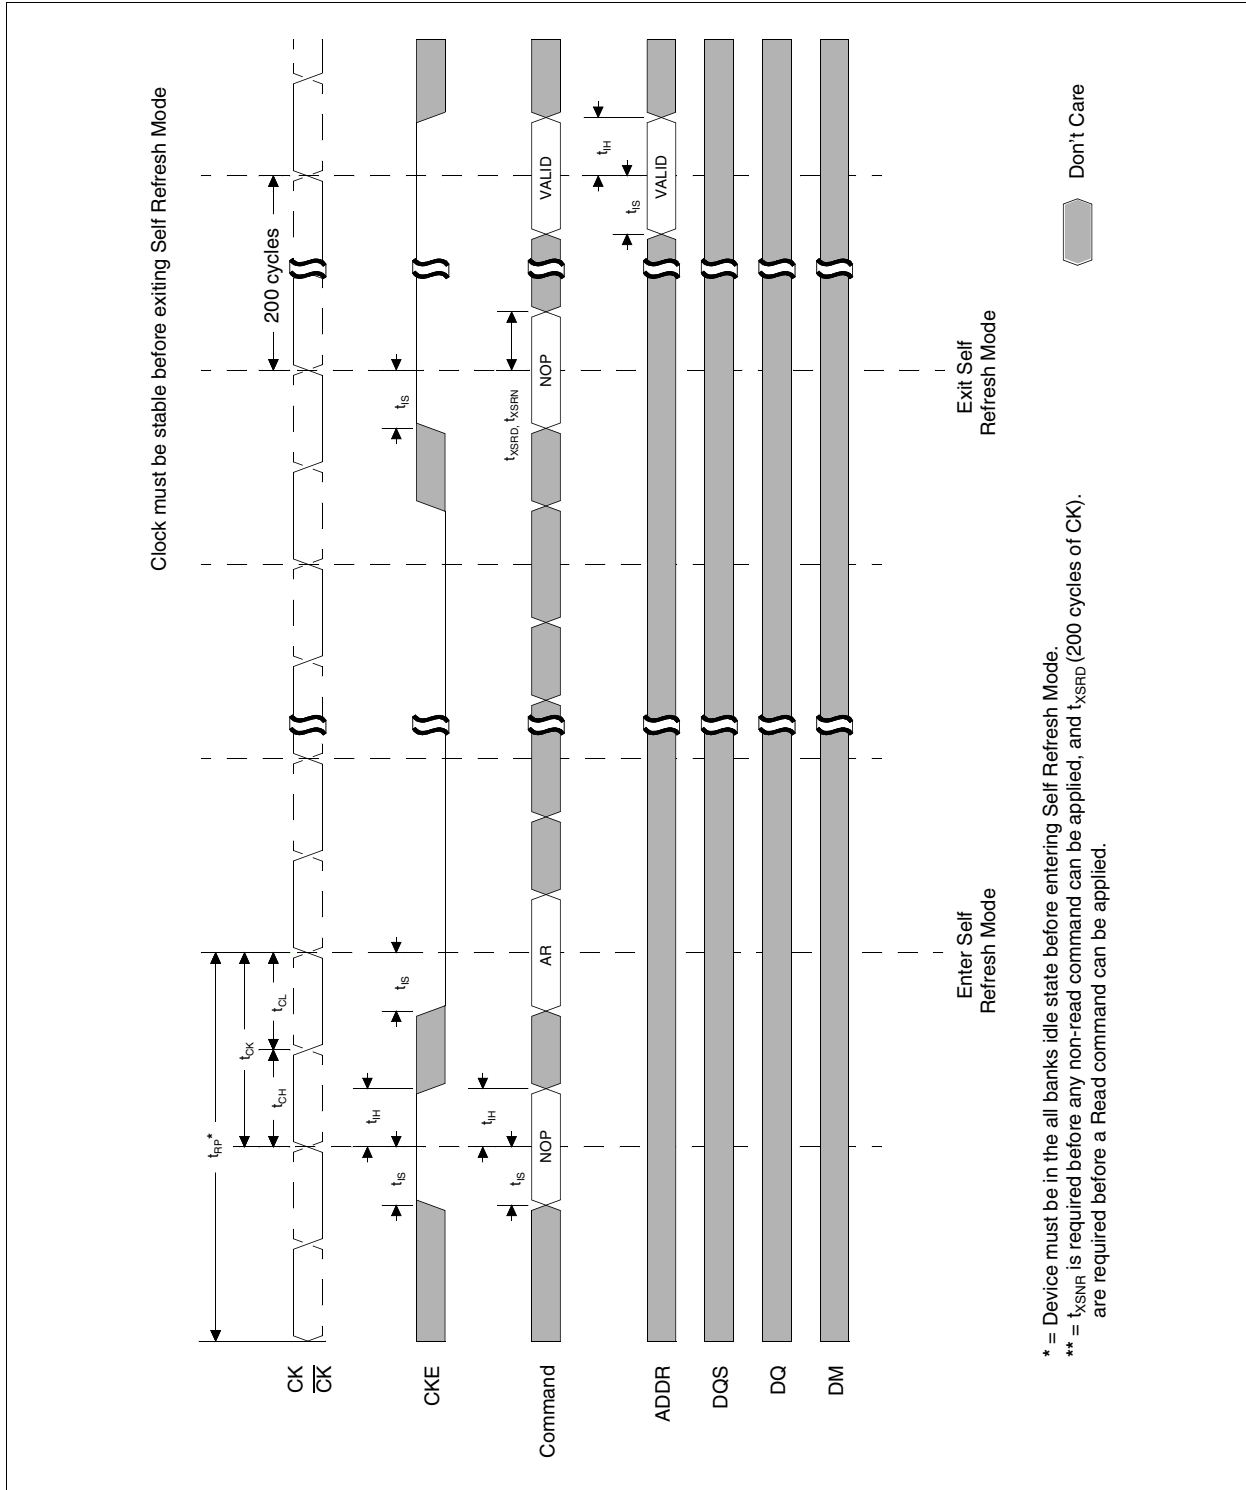 Clock must be stable before exiting Self Refresh Mode
tRP*
tCK
tCH
tCL
200 cycles
CK
CK
tIS
tIH
tIS
tIS
CKE
tIS
tIH
tXSRD, tXSRN
NOP
AR
NOP
VALID
Command
tIS
tIH
VALID
ADDR
DQS
DQ
DM
Enter Self
Refresh Mode
Exit Self
Refresh Mode
* = Device must be in the all banks idle state before entering Self Refresh Mode.
** = tXSNR is required before any non-read command can be applied, and tXSRD (200 cycles of CK).
are required before a Read command can be applied.
Don't Care